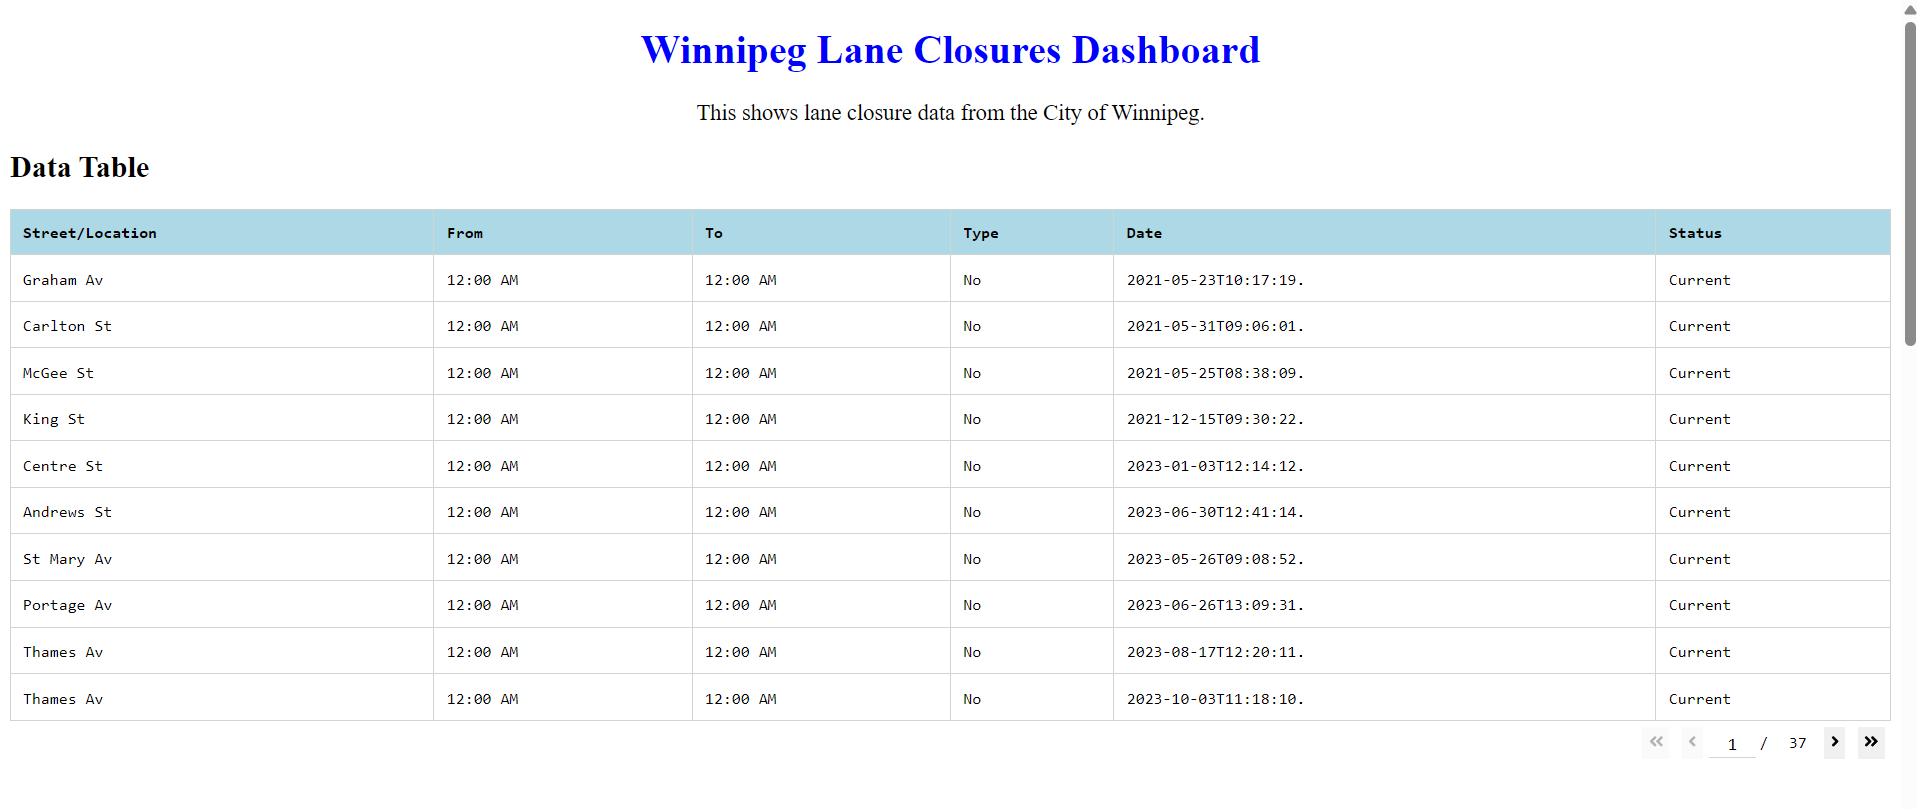 Winnipeg Lane Closures Dashboard
This shows lane closure data from the City of Winnipeg.
Data Table
Street/Location From To Type Date Status
Graham Av 12:00 AM 12:00 AM No 2021-05-23T10:17:19. Current
Carlton St 12:00 AM 12:00 AM No 2021-05-31T09:06:01. Current
McGee St 12:00 AM 12:00 AM No 2021-05-25T08:38:09. Current
King St 12:00 AM 12:00 AM No 2021-12-15T09:30:22. Current
Centre St 12:00 AM 12:00 AM No 2023-01-03T12:14:12. Current
Andrews St 12:00 AM 12:00 AM No 2023-06-30T12:41:14. Current
St Mary Av 12:00 AM 12:00 AM No 2023-05-26T09:08:52. Current
Portage Av 12:00 AM 12:00 AM No 2023-06-26T13:09:31. Current
Thames Av 12:00 AM 12:00 AM No 2023-08-17T12:20:11. Current
Thames Av 12:00 AM 12:00 AM No 2023-10-03T11:18:10. Current
1 / 37